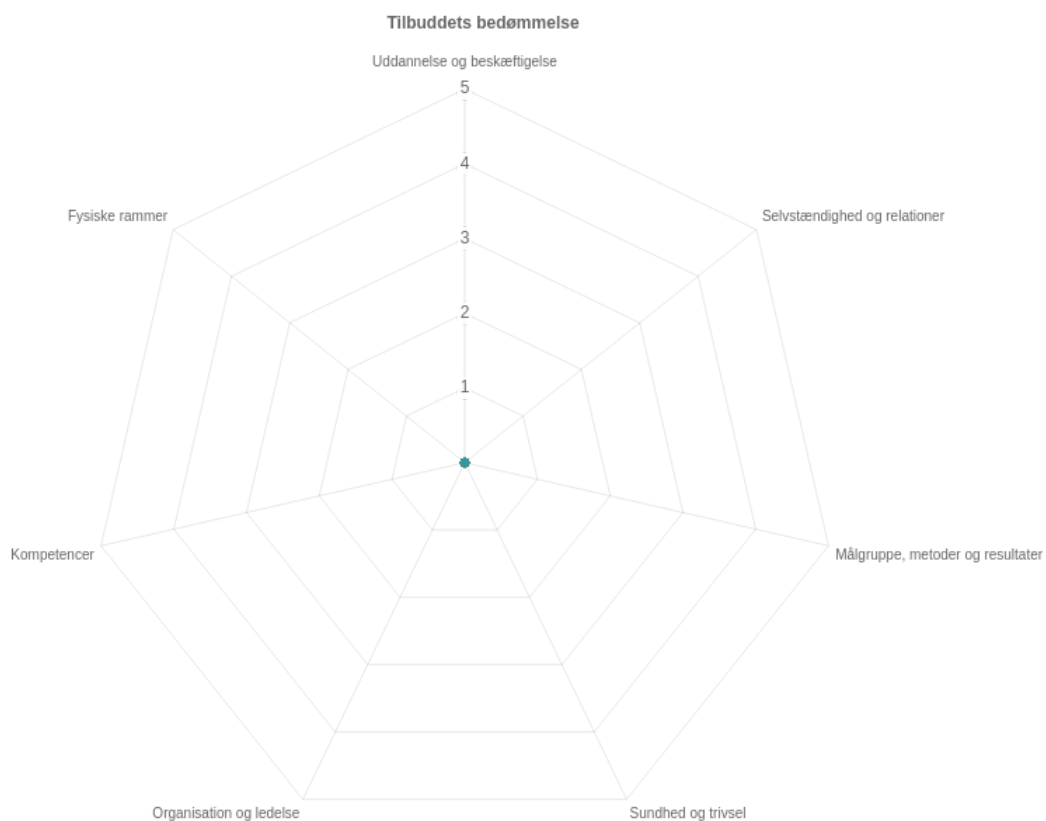 Tilbuddets bedømmelse
Uddannelse og beskæftigelse
5
4
Fysiske rammer
Selvstændighed og relationer
3
2
1
Kompetencer
Målgruppe, metoder og resultater
Organisation og ledelse
Sundhed og trivsel